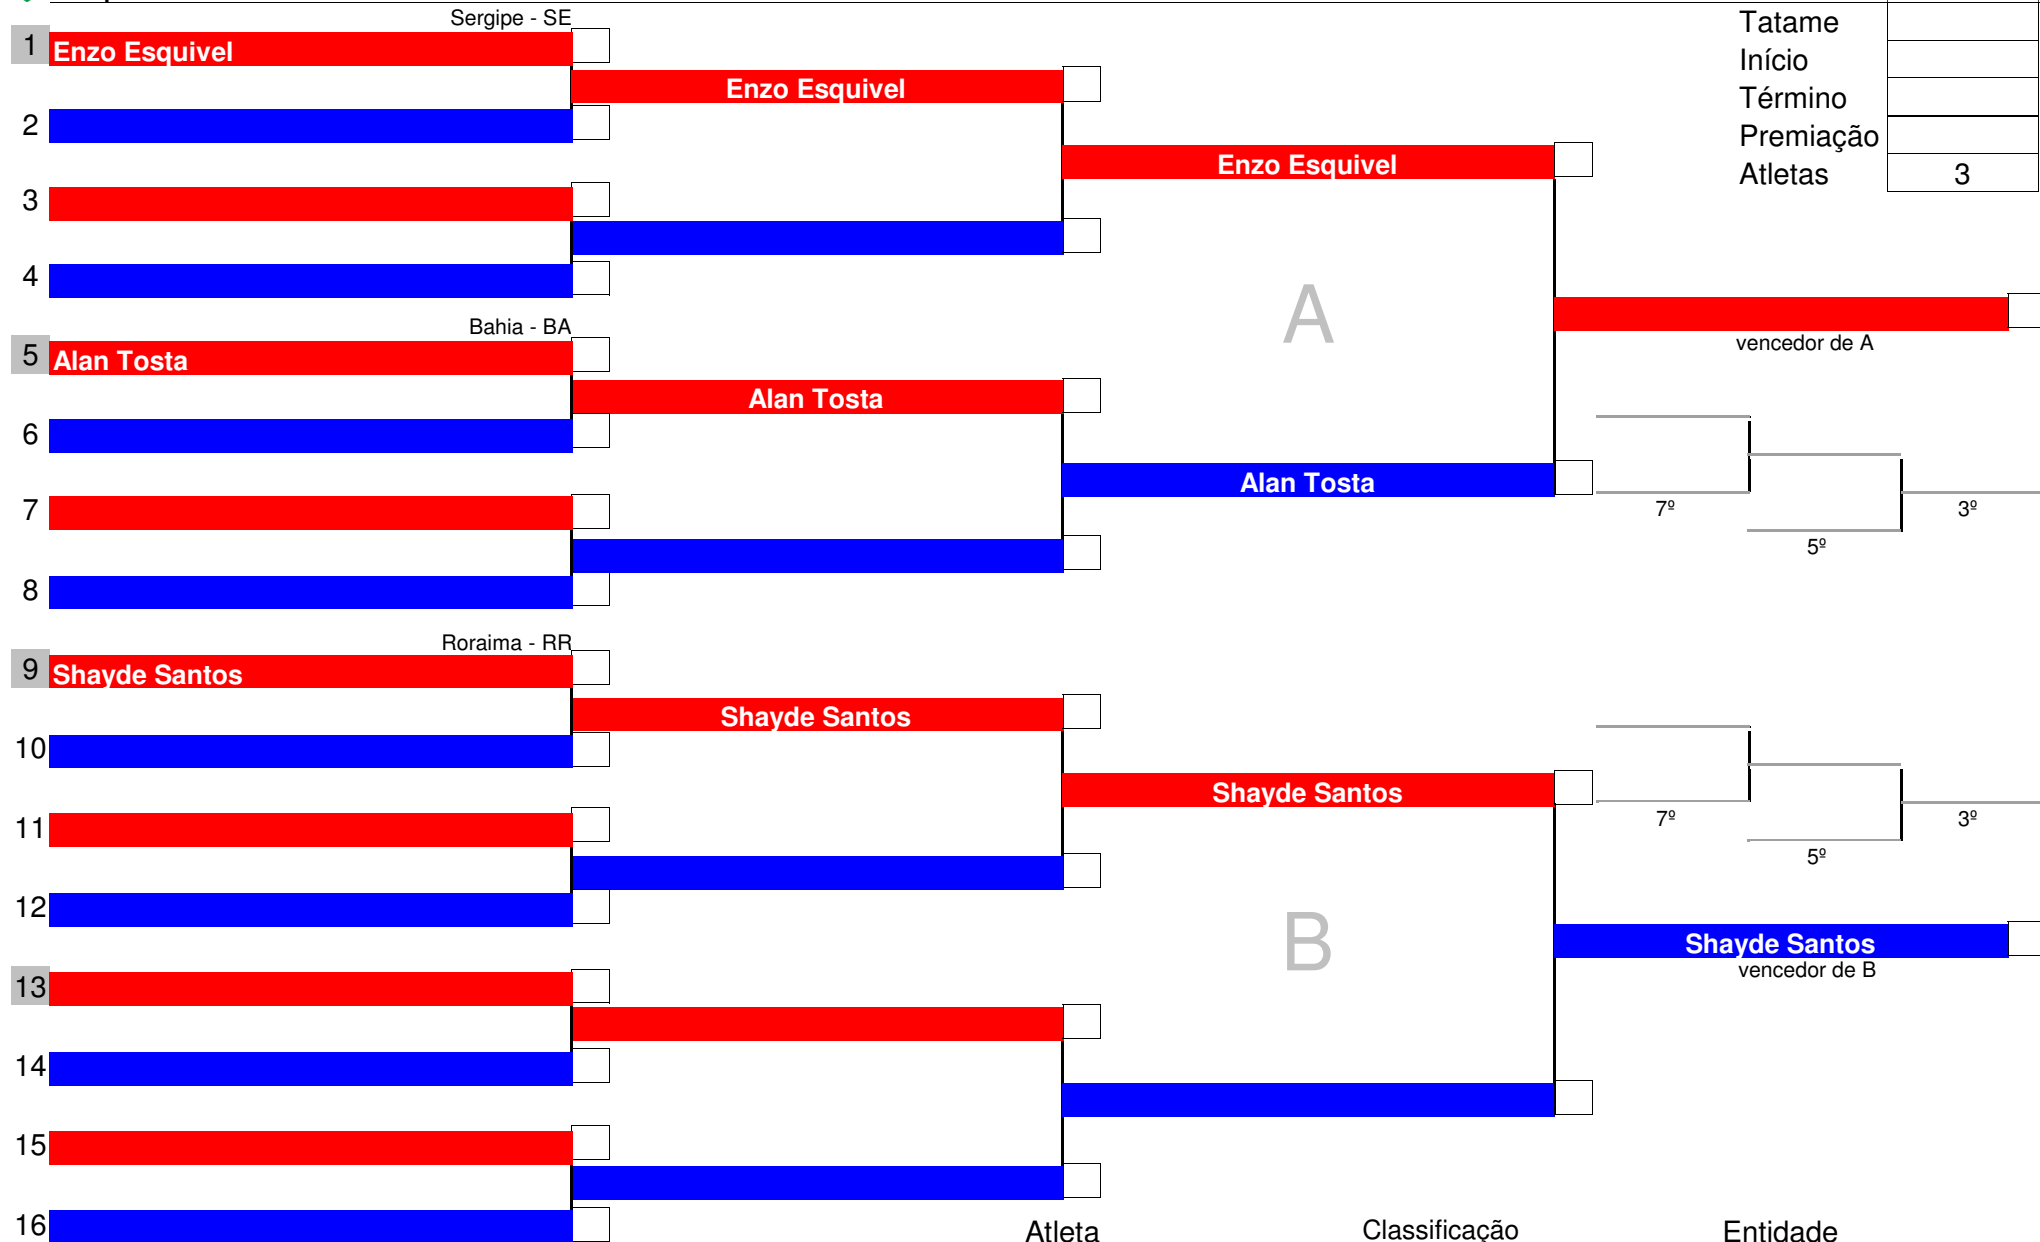 Sergipe - SE
1 Enzo Esquivel
Enzo Esquivel
2
Enzo Esquivel
3
4
Tatame
Início
Término
Premiação
Atletas 3
A
vencedor de A
Bahia - BA
5 Alan Tosta
Alan Tosta
6
Alan Tosta
7
8
7º
3º
5º
Roraima - RR
9 Shayde Santos
Shayde Santos
10
Shayde Santos
11
12
7º
3º
5º
B
Shayde Santos
vencedor de B
13
14
15
16
Atleta Classificação Entidade